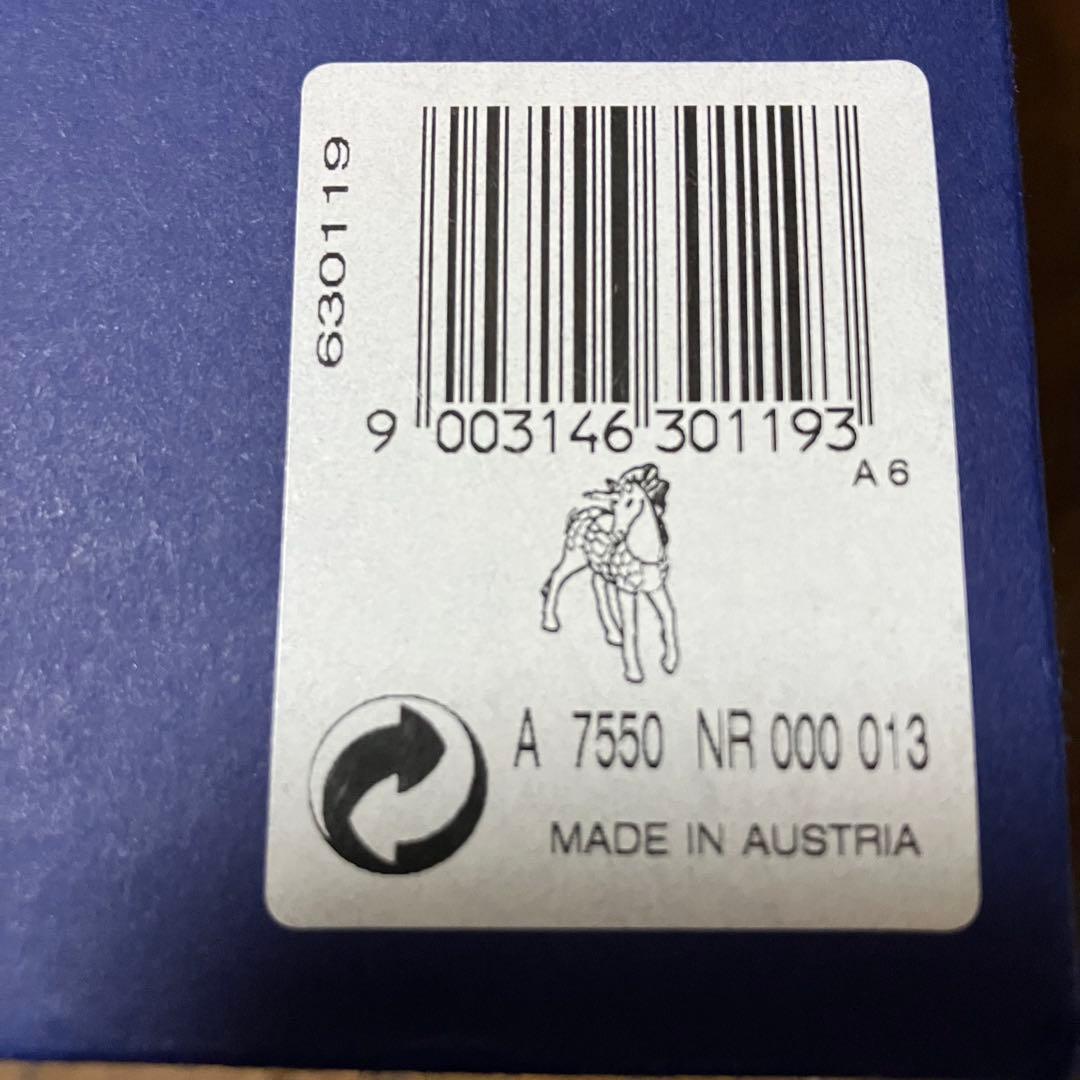 630119
9 003146 301193
A 6
A 7550 NR 000 013
MADE IN AUSTRIA